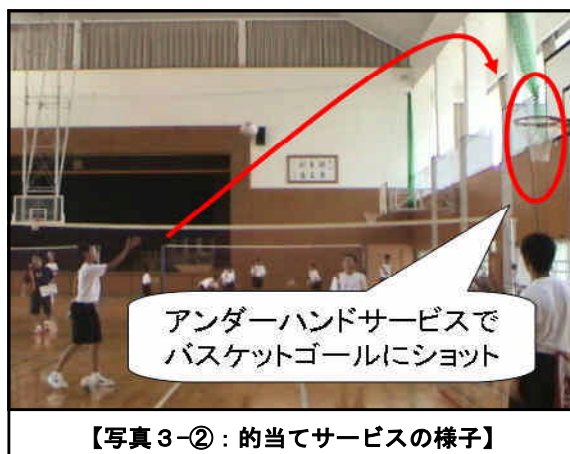 アンダーハンドサービスで
バスケットゴールにショット
【写真３-②：的当てサービスの様子】